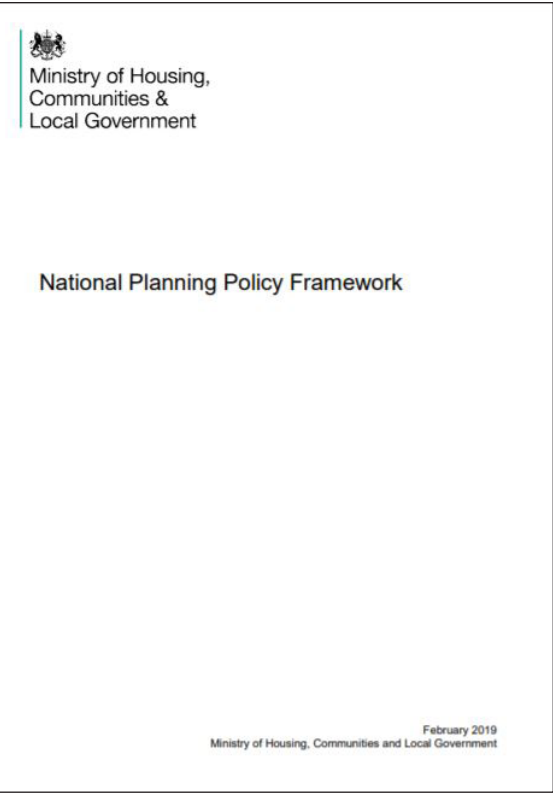 Ministry of Housing,
Communities &
Local Government
National Planning Policy Framework
February 2019
Ministry of Housing, Communities and Local Government